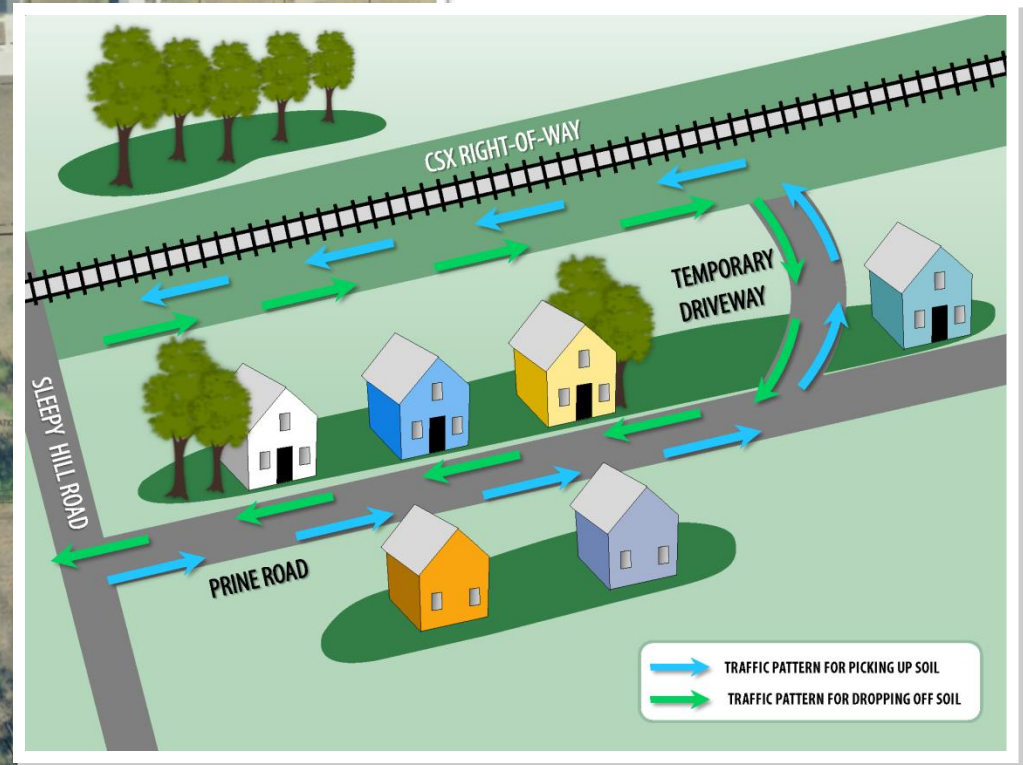 CSX RIGHT-OF-WAY
TEMPORARY
DRIVEWAY
SLEEPY HILL ROAD
PRINE ROAD
TRAFFIC PATTERN FOR PICKING UP SOIL
TRAFFIC PATTERN FOR DROPPING OFF SOIL